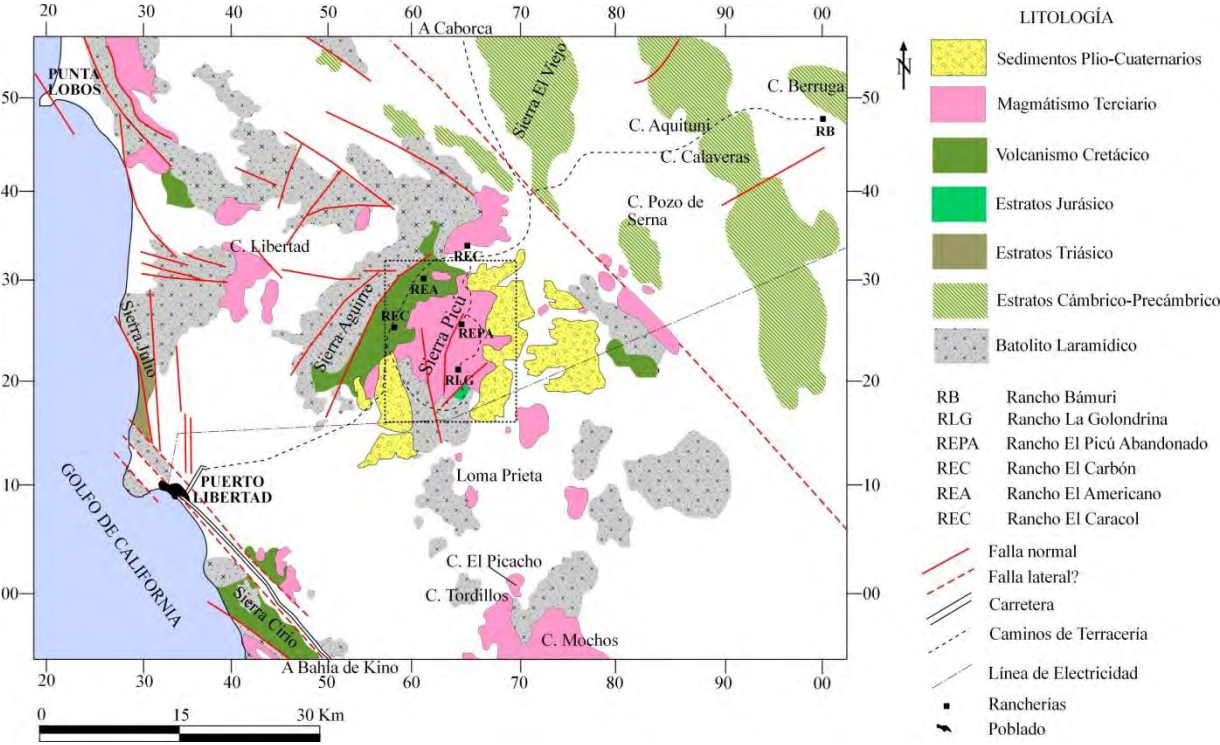 20 30 40 50 60 70 80 90 00
A Caborca
PUNTA
LOBOS
Sierra El Viejo
C. Berruga
C. Aquituni
RB
C. Calaveras
C. Pozo de
Serna
C. Libertad
REC
REA
REC
Sierra Aguirre
Sierra Picú
REPA
RLG
Sierra Julio
Loma Prieta
PUERTO
LIBERTAD
GOLFO DE CALIFORNIA
C. El Picacho
C. Tordillos
Sierra Cirio
C. Mochos
A Bahía de Kino
50
40
30
20
10
00
50
40
30
20
10
00
20 30 40 50 60 70 80 90 00
0 15 30 Km
N
LITOLOGÍA
Sedimentos Plio-Cuaternarios
Magmátismo Terciario
Volcanismo Cretácico
Estratos Jurásico
Estratos Triásico
Estratos Cámbrico-Precámbrico
Batolito Laramídico
RB Rancho Bámuri
RLG Rancho La Golondrina
REPA Rancho El Picú Abandonado
REC Rancho El Carbón
REA Rancho El Americano
REC Rancho El Caracol
Falla normal
Falla lateral?
Carretera
Caminos de Terracería
Línea de Electricidad
Rancherías
Poblado